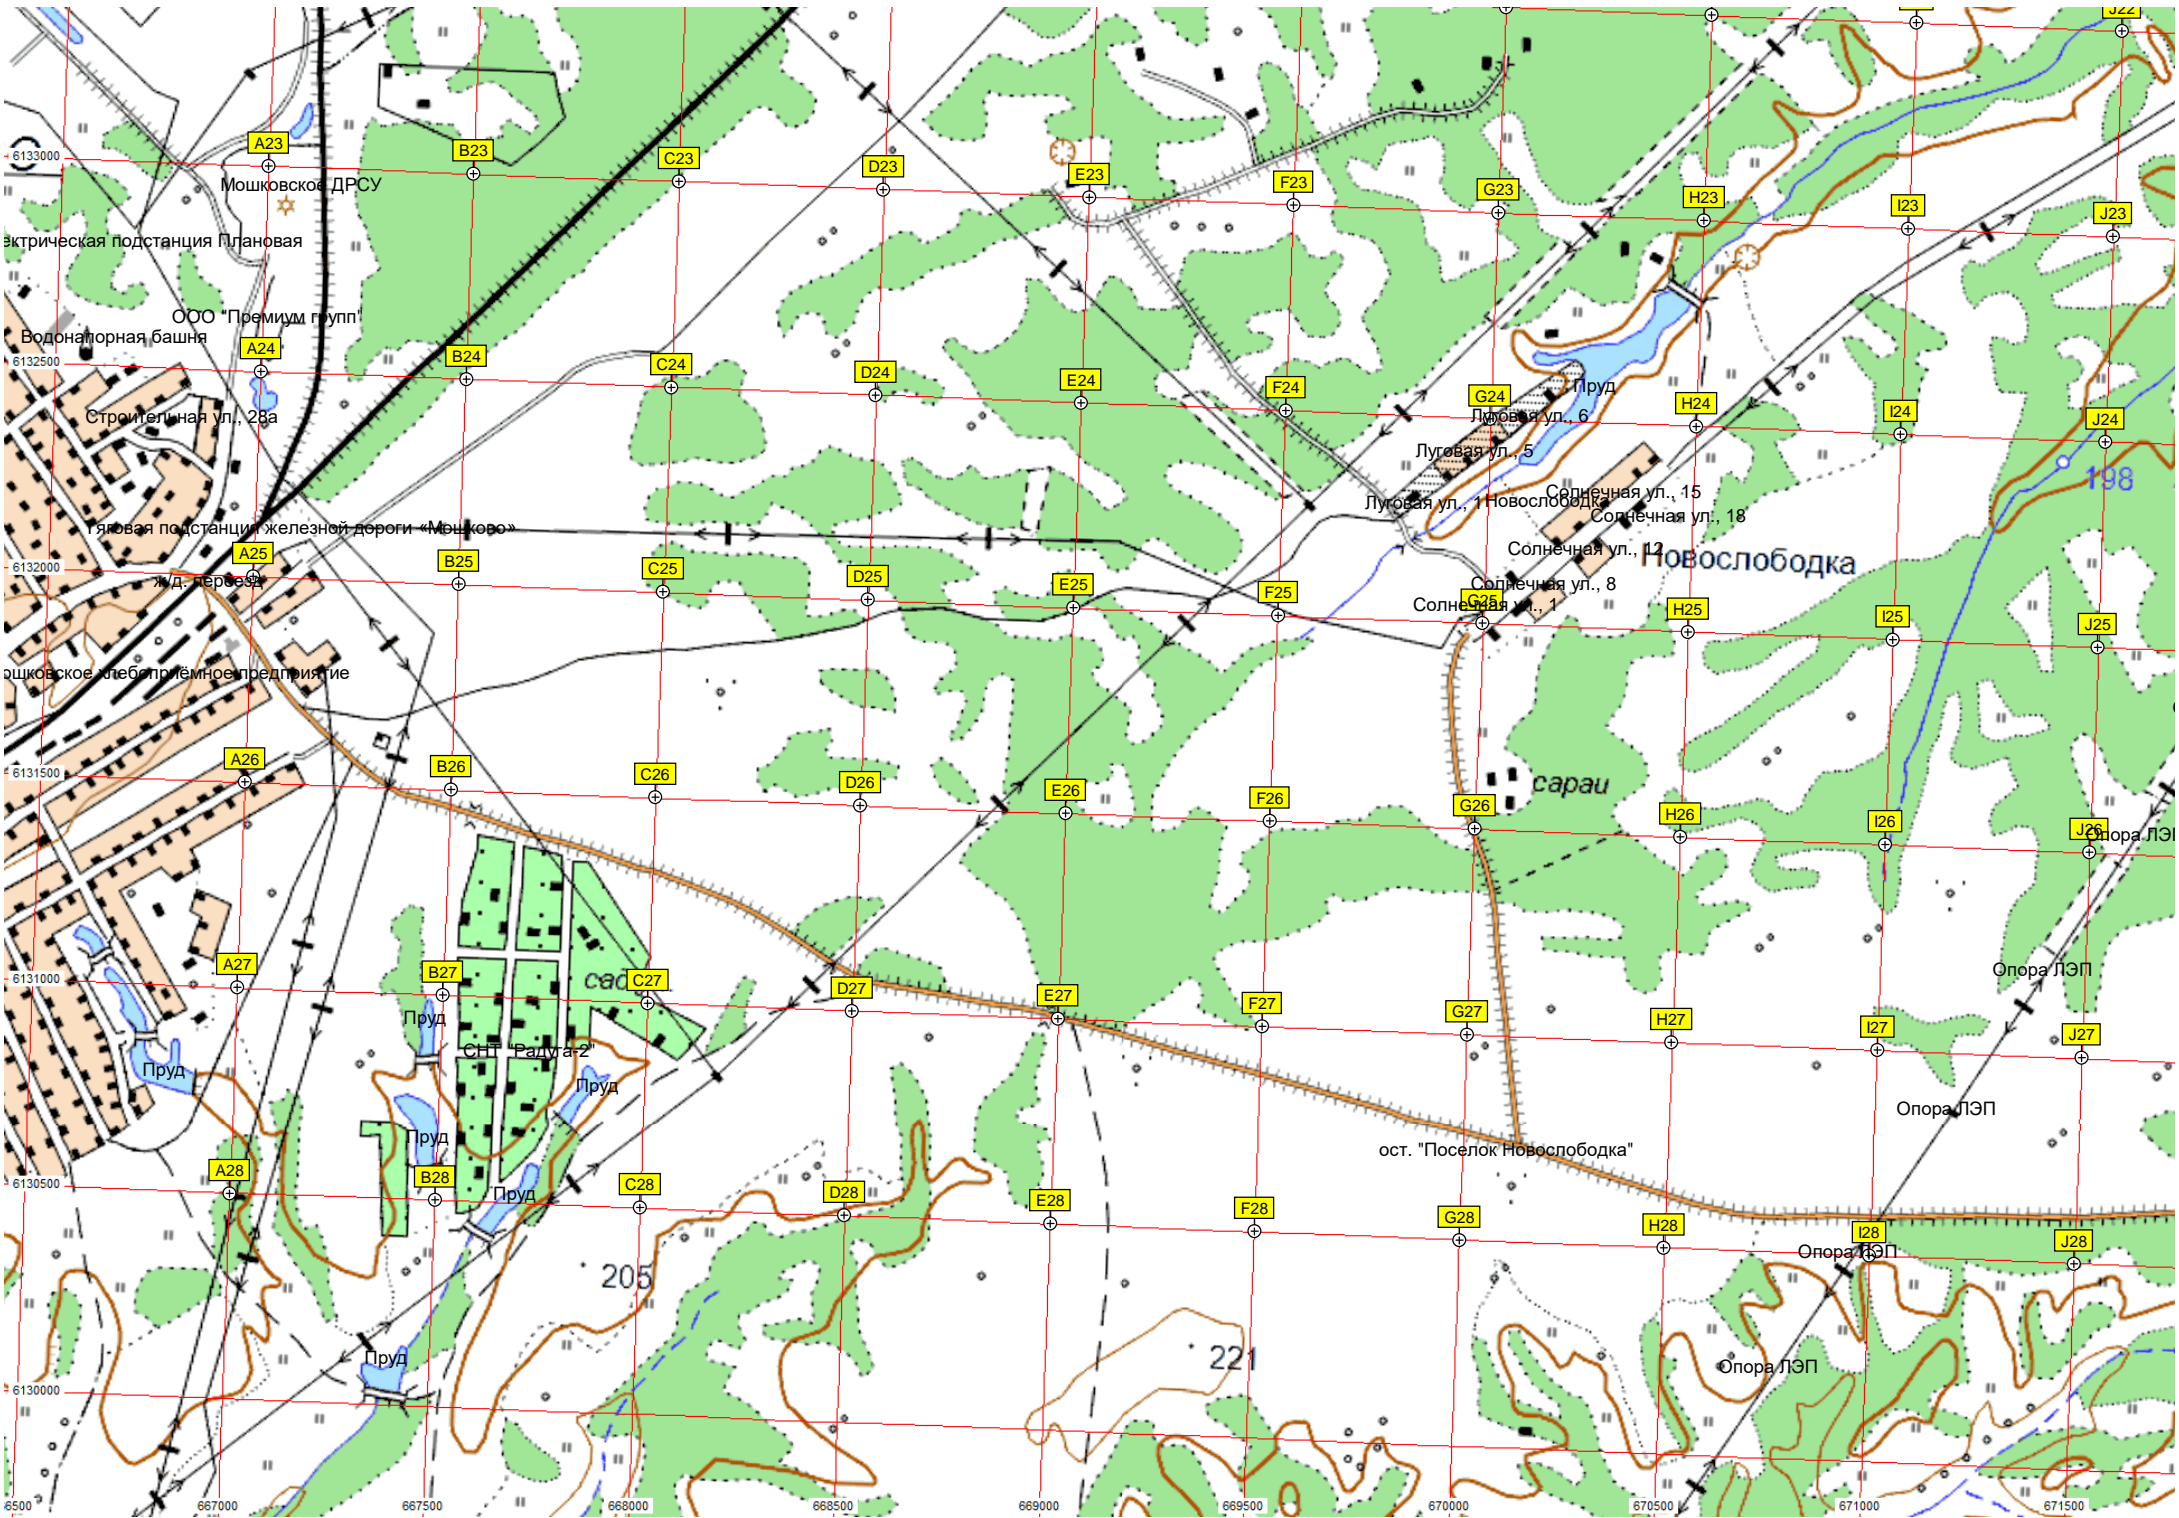 J22
A23
B23
C23
D23
E23
F23
G23
H23
I23
J23
6133000
Мошковское ДРСУ
ектрическая подстанция Плановая
ООО "Премиум групп"
Водонапорная башня
A24
B24
C24
D24
E24
F24
G24
H24
I24
J24
6132500
Пруд
Строительная ул., 28а
Луговая ул., 6
Луговая ул., 5
198
Солнечная ул., 15
Луговая ул., 1
Новослободка
Солнечная ул., 18
Тяговая подстанция железной дороги «Мошково»
Солнечная ул., 12
Новослободка
A25
B25
C25
D25
E25
F25
G25
H25
I25
J25
6132000
ж/д. переезд
Солнечная ул., 8
Солнечная ул., 1
ошковское хлебоприёмное предприятие
A26
B26
C26
D26
E26
F26
G26
H26
I26
J26
6131500
сараи
Опора ЛЭП
A27
B27
C27
D27
E27
F27
G27
H27
I27
J27
6131000
Опора ЛЭП
Пруд
СНТ "Радуга-2"
Пруд
Пруд
Опора ЛЭП
Пруд
ост. "Поселок Новослободка"
A28
B28
C28
D28
E28
F28
G28
H28
I28
J28
6130500
Пруд
Опора ЛЭП
205
221
Пруд
Опора ЛЭП
6130000
6500
667000
667500
668000
668500
669000
669500
670000
670500
671000
671500